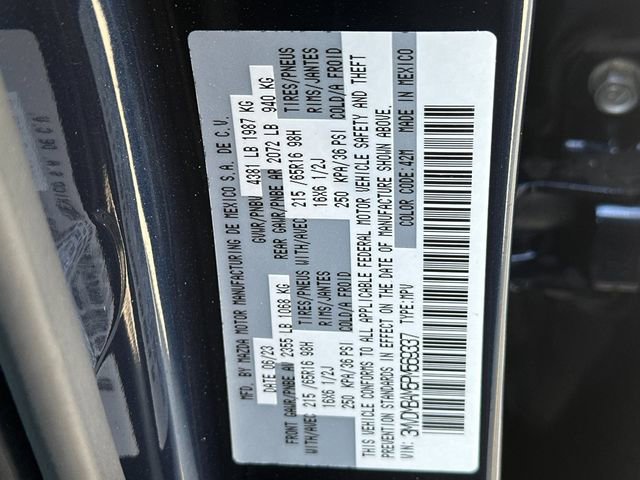 MFD. BY MAZDA MOTOR MANUFACTURING DE MEXICO S.A. DE C.V.
DATE 06/23 GVWR/PNBV 4381 LB 1987 KG
FRONT GAWR/PNBE AV 2355 LB 1068 KG REAR GAWR/PNBE AR 2072 LB 940 KG
WITH/AVEC 215 /65R16 98H TIRES/PNEUS WITH/AVEC 215 /65R16 98H TIRES/PNEUS
16X6 1/2J RIMS/JANTES 16X6 1/2J RIMS/JANTES
250 KPA/36 PSI COLD/A FROID 250 KPA/36 PSI COLD/A FROID
THIS VEHICLE CONFORMS TO ALL APPLICABLE FEDERAL MOTOR VEHICLE SAFETY AND THEFT
PREVENTION STANDARDS IN EFFECT ON THE DATE OF MANUFACTURE SHOWN ABOVE.
COLOR CODE: 42M MADE IN MEXICO
TYPE: MPV